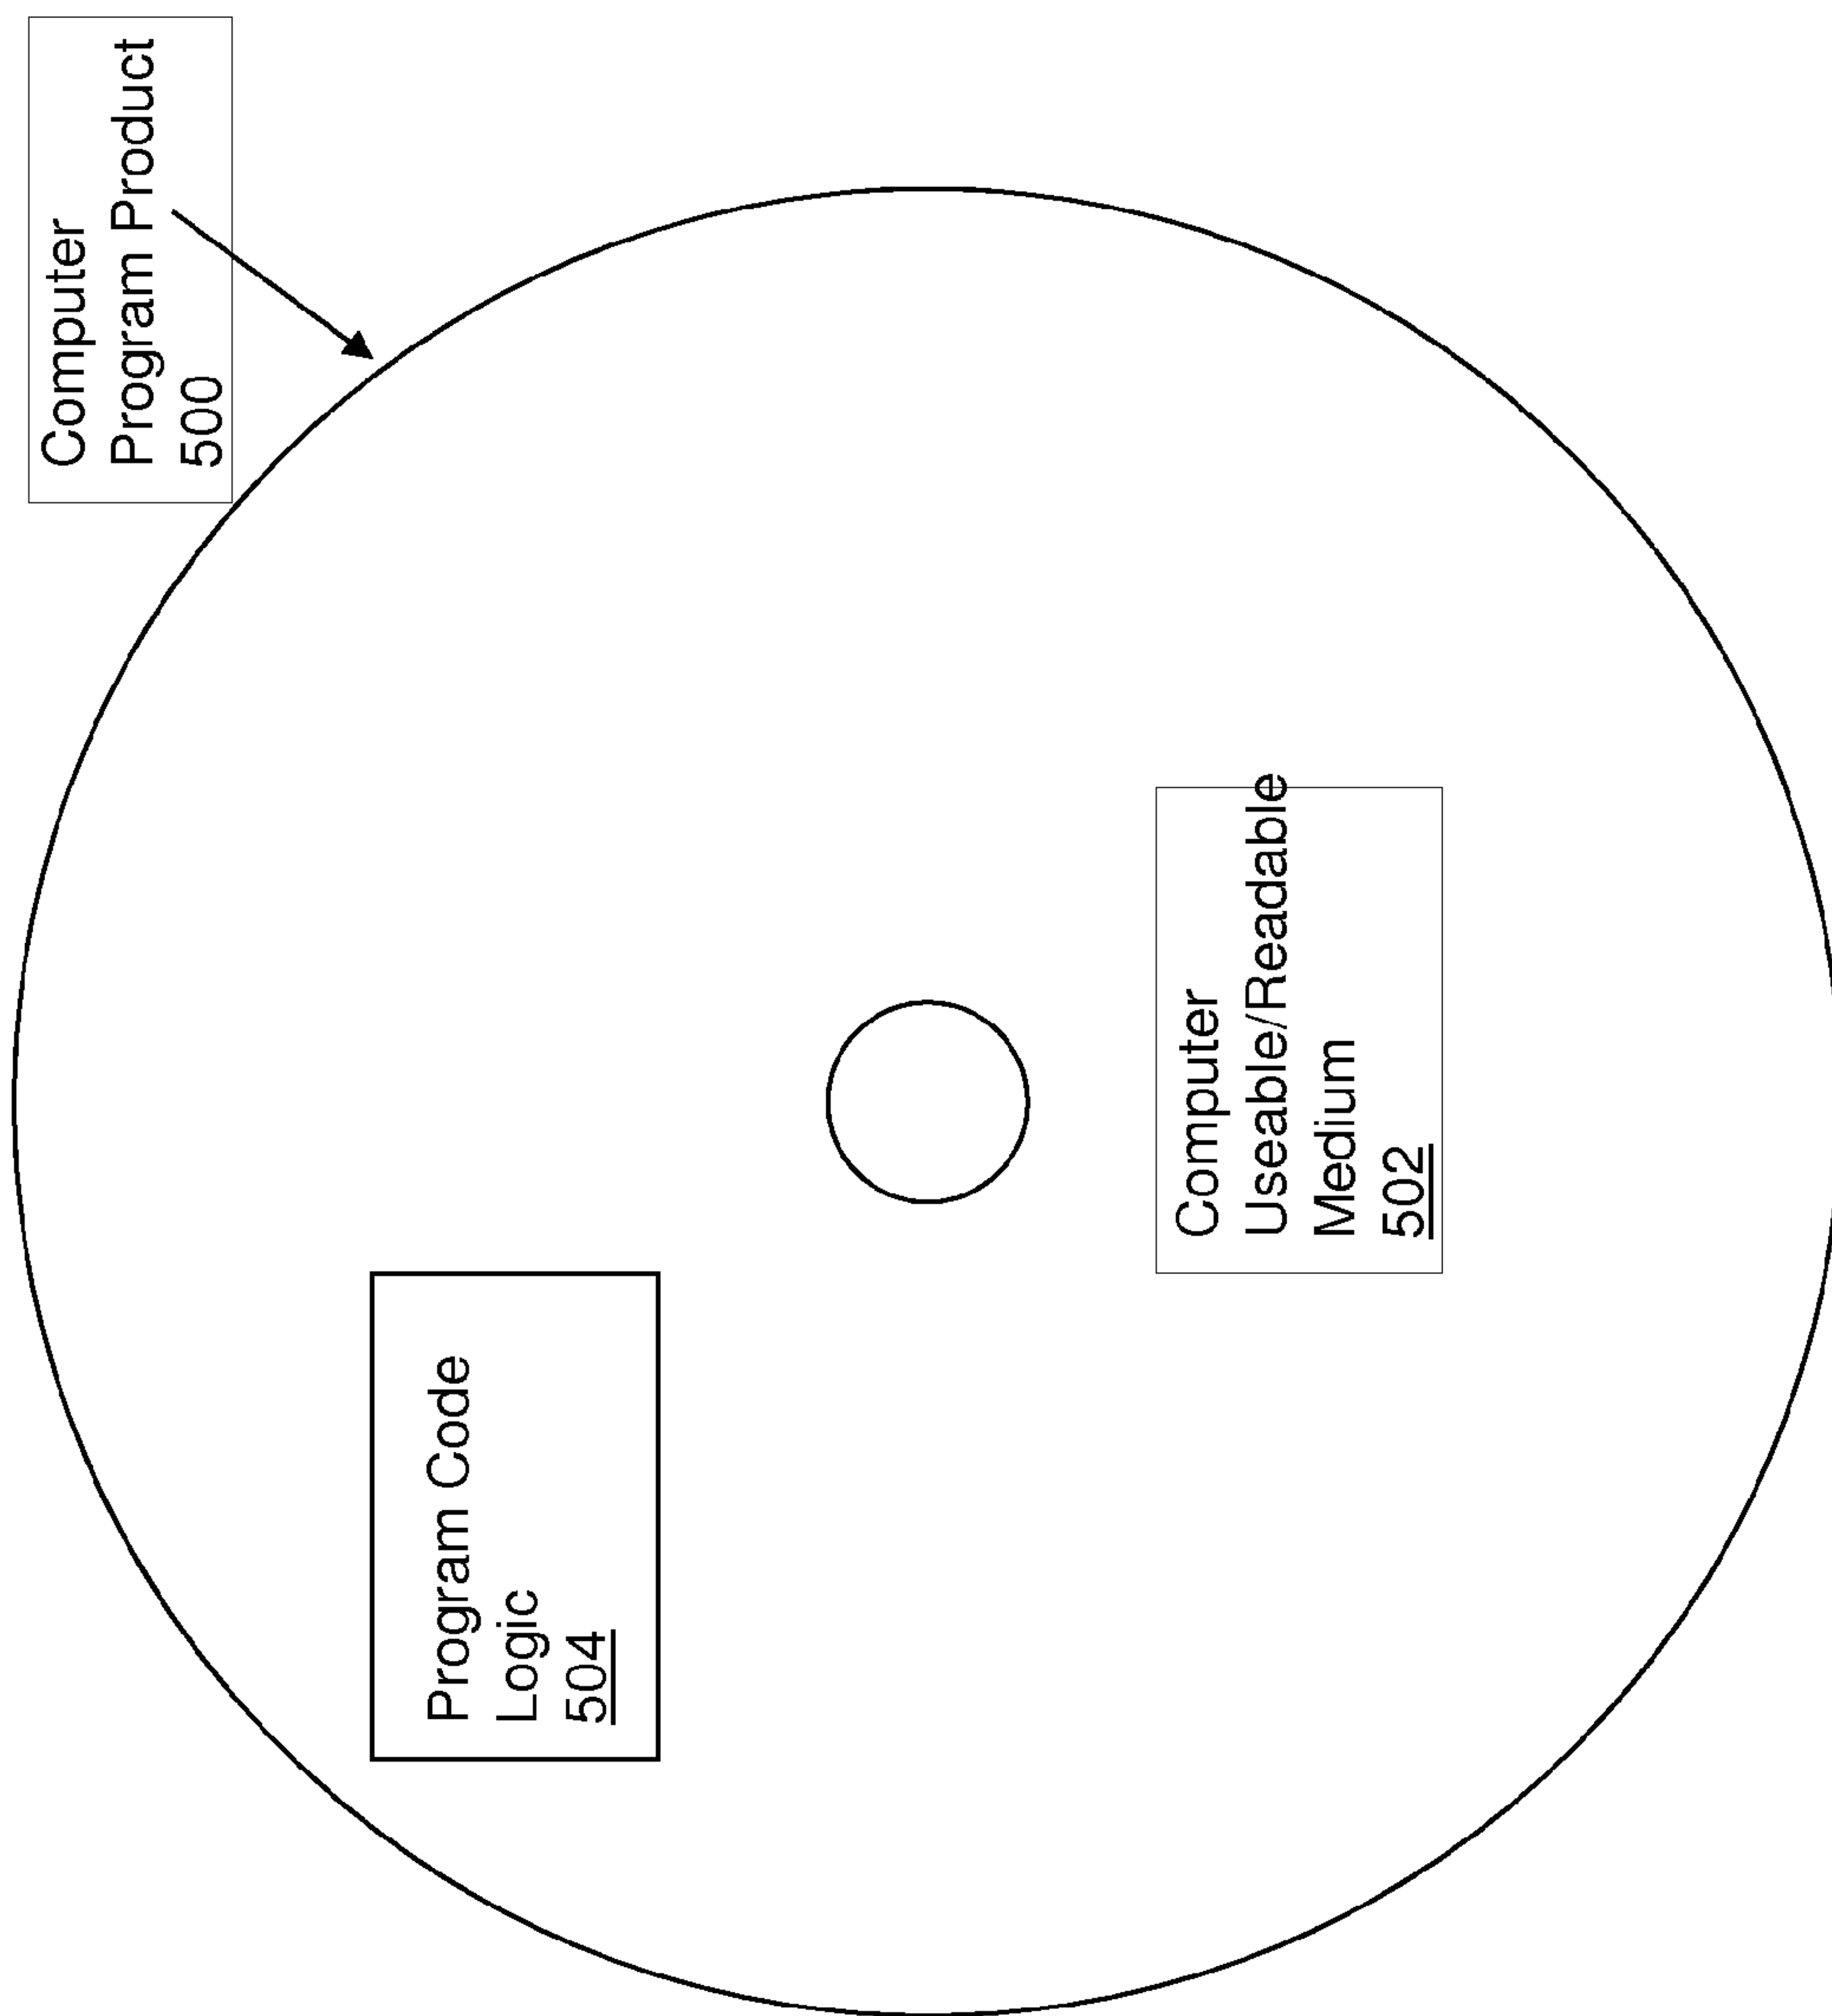 Computer
Program Product
500
Program Code
Logic
504
Computer
Useable/Readable
Medium
502